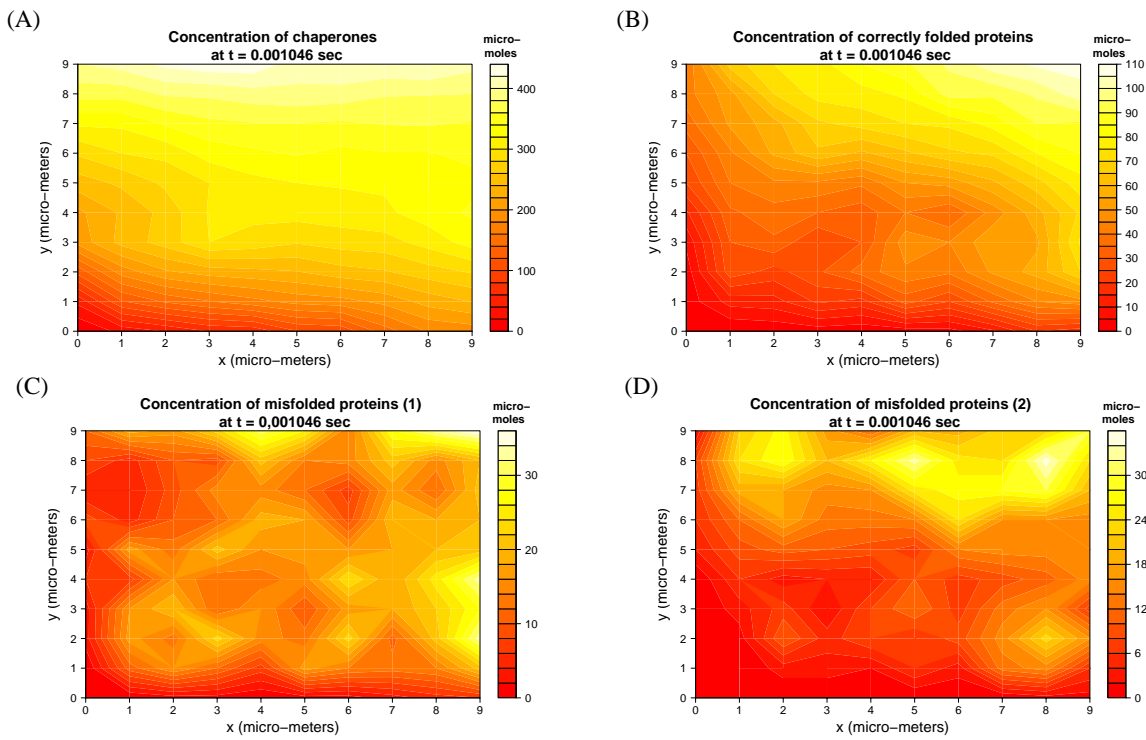 (A)
Concentration of chaperones
at t = 0.001046 sec
micro−
moles
9
8
7
6
5
4
3
2
1
0
y (micro−meters)
0 1 2 3 4 5 6 7 8 9
x (micro−meters)
400
300
200
100
0
(B)
Concentration of correctly folded proteins
at t = 0.001046 sec
micro−
moles
9
8
7
6
5
4
3
2
1
0
y (micro−meters)
0 1 2 3 4 5 6 7 8 9
x (micro−meters)
110
100
90
80
70
60
50
40
30
20
10
0
(C)
Concentration of misfolded proteins (1)
at t = 0,001046 sec
micro−
moles
9
8
7
6
5
4
3
2
1
0
y (micro−meters)
0 1 2 3 4 5 6 7 8 9
x (micro−meters)
30
20
10
0
(D)
Concentration of misfolded proteins (2)
at t = 0.001046 sec
micro−
moles
9
8
7
6
5
4
3
2
1
0
y (micro−meters)
0 1 2 3 4 5 6 7 8 9
x (micro−meters)
30
24
18
12
6
0